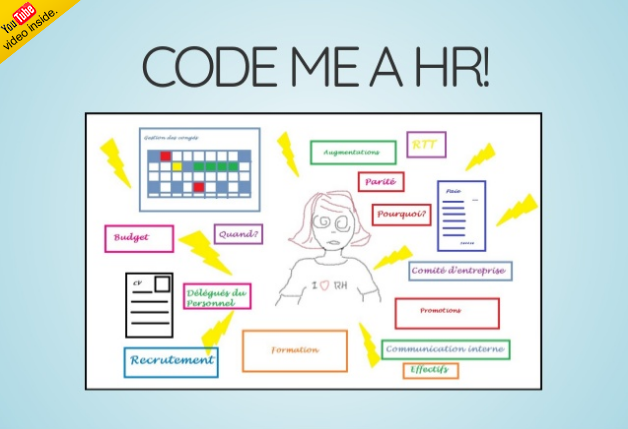 YouTube
video inside.
CODE ME A HR!
Gestion des congés
Augmentations
RTT
Parité
Paie
Pourquoi?
Budget
Quand?
I RH
Comité d'entreprise
CV
Délégués du
Personnel
Promotions
Recrutement
Formation
Communication interne
Effectifs